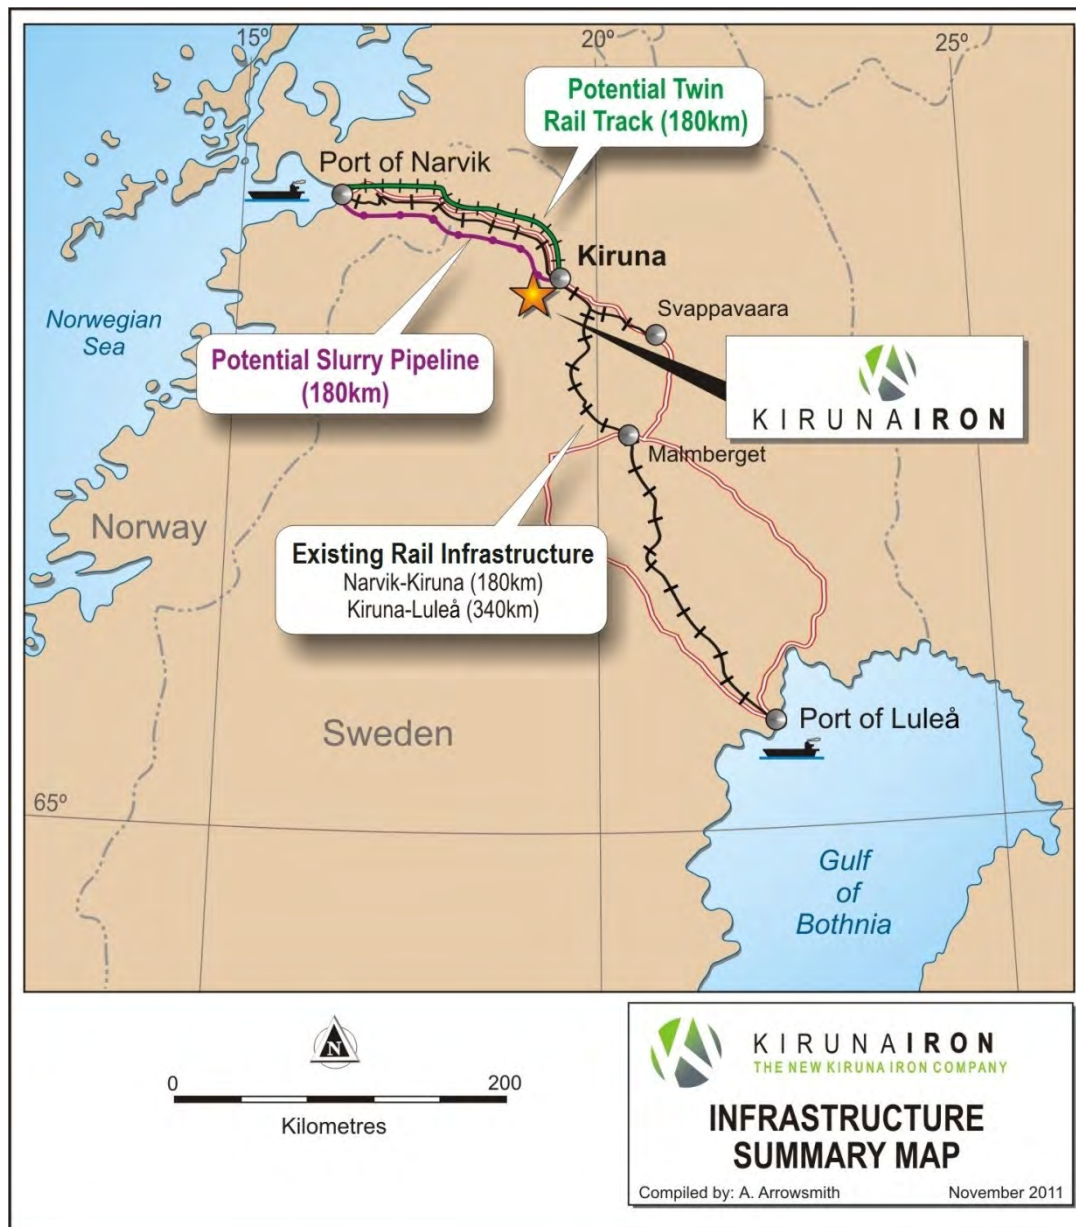 15º
20º
25º
Potential Twin
Rail Track (180km)
Port of Narvik
Kiruna
Norwegian
Sea
Svappavaara
Potential Slurry Pipeline
(180km)
KIRUNAIRON
Malmberget
Norway
Existing Rail Infrastructure
Narvik-Kiruna (180km)
Kiruna-Luleå (340km)
Sweden
Port of Luleå
65º
Gulf
of
Bothnia
N
0
200
Kilometres
KIRUNAIRON
THE NEW KIRUNA IRON COMPANY
INFRASTRUCTURE
SUMMARY MAP
Compiled by: A. Arrowsmith
November 2011